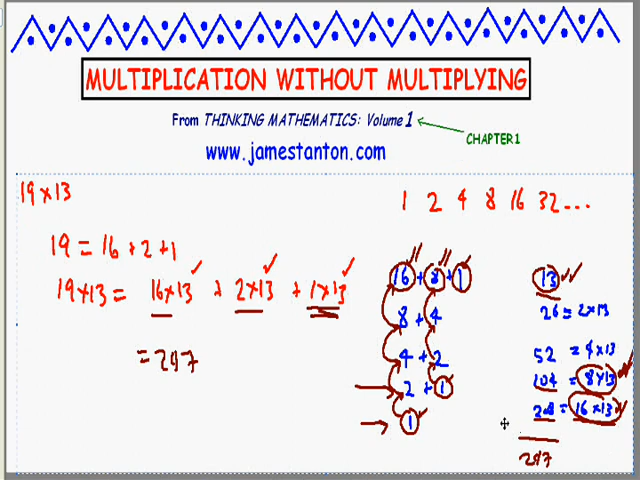 MULTIPLICATION WITHOUT MULTIPLYING
From THINKING MATHEMATICS: Volume 1
CHAPTER 1
www.jamestanton.com
19×13
1 2 4 8 16 32...
19 = 16 + 2 + 1
19×13 = 16×13 + 2×13 + 1×13
= 247
16 + 8 + 1
8 + 4
4 + 2
2 + 1
1
13
26 = 2×13
52 = 4×13
104 = 8×13
208 = 16×13
247